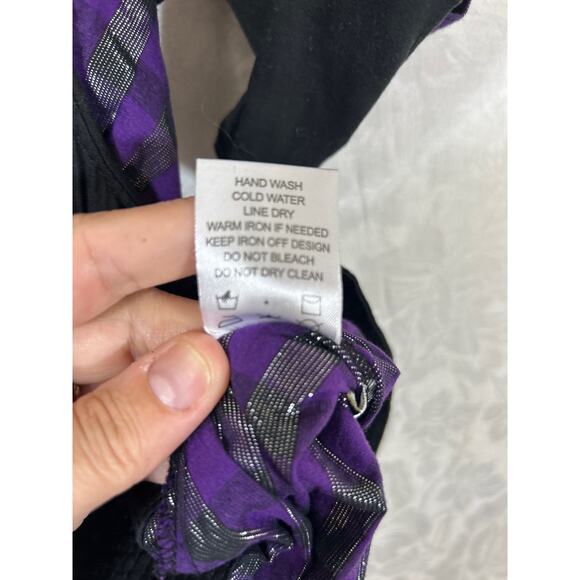 HAND WASH
COLD WATER
LINE DRY
WARM IRON IF NEEDED
KEEP IRON OFF DESIGN
DO NOT BLEACH
DO NOT DRY CLEAN